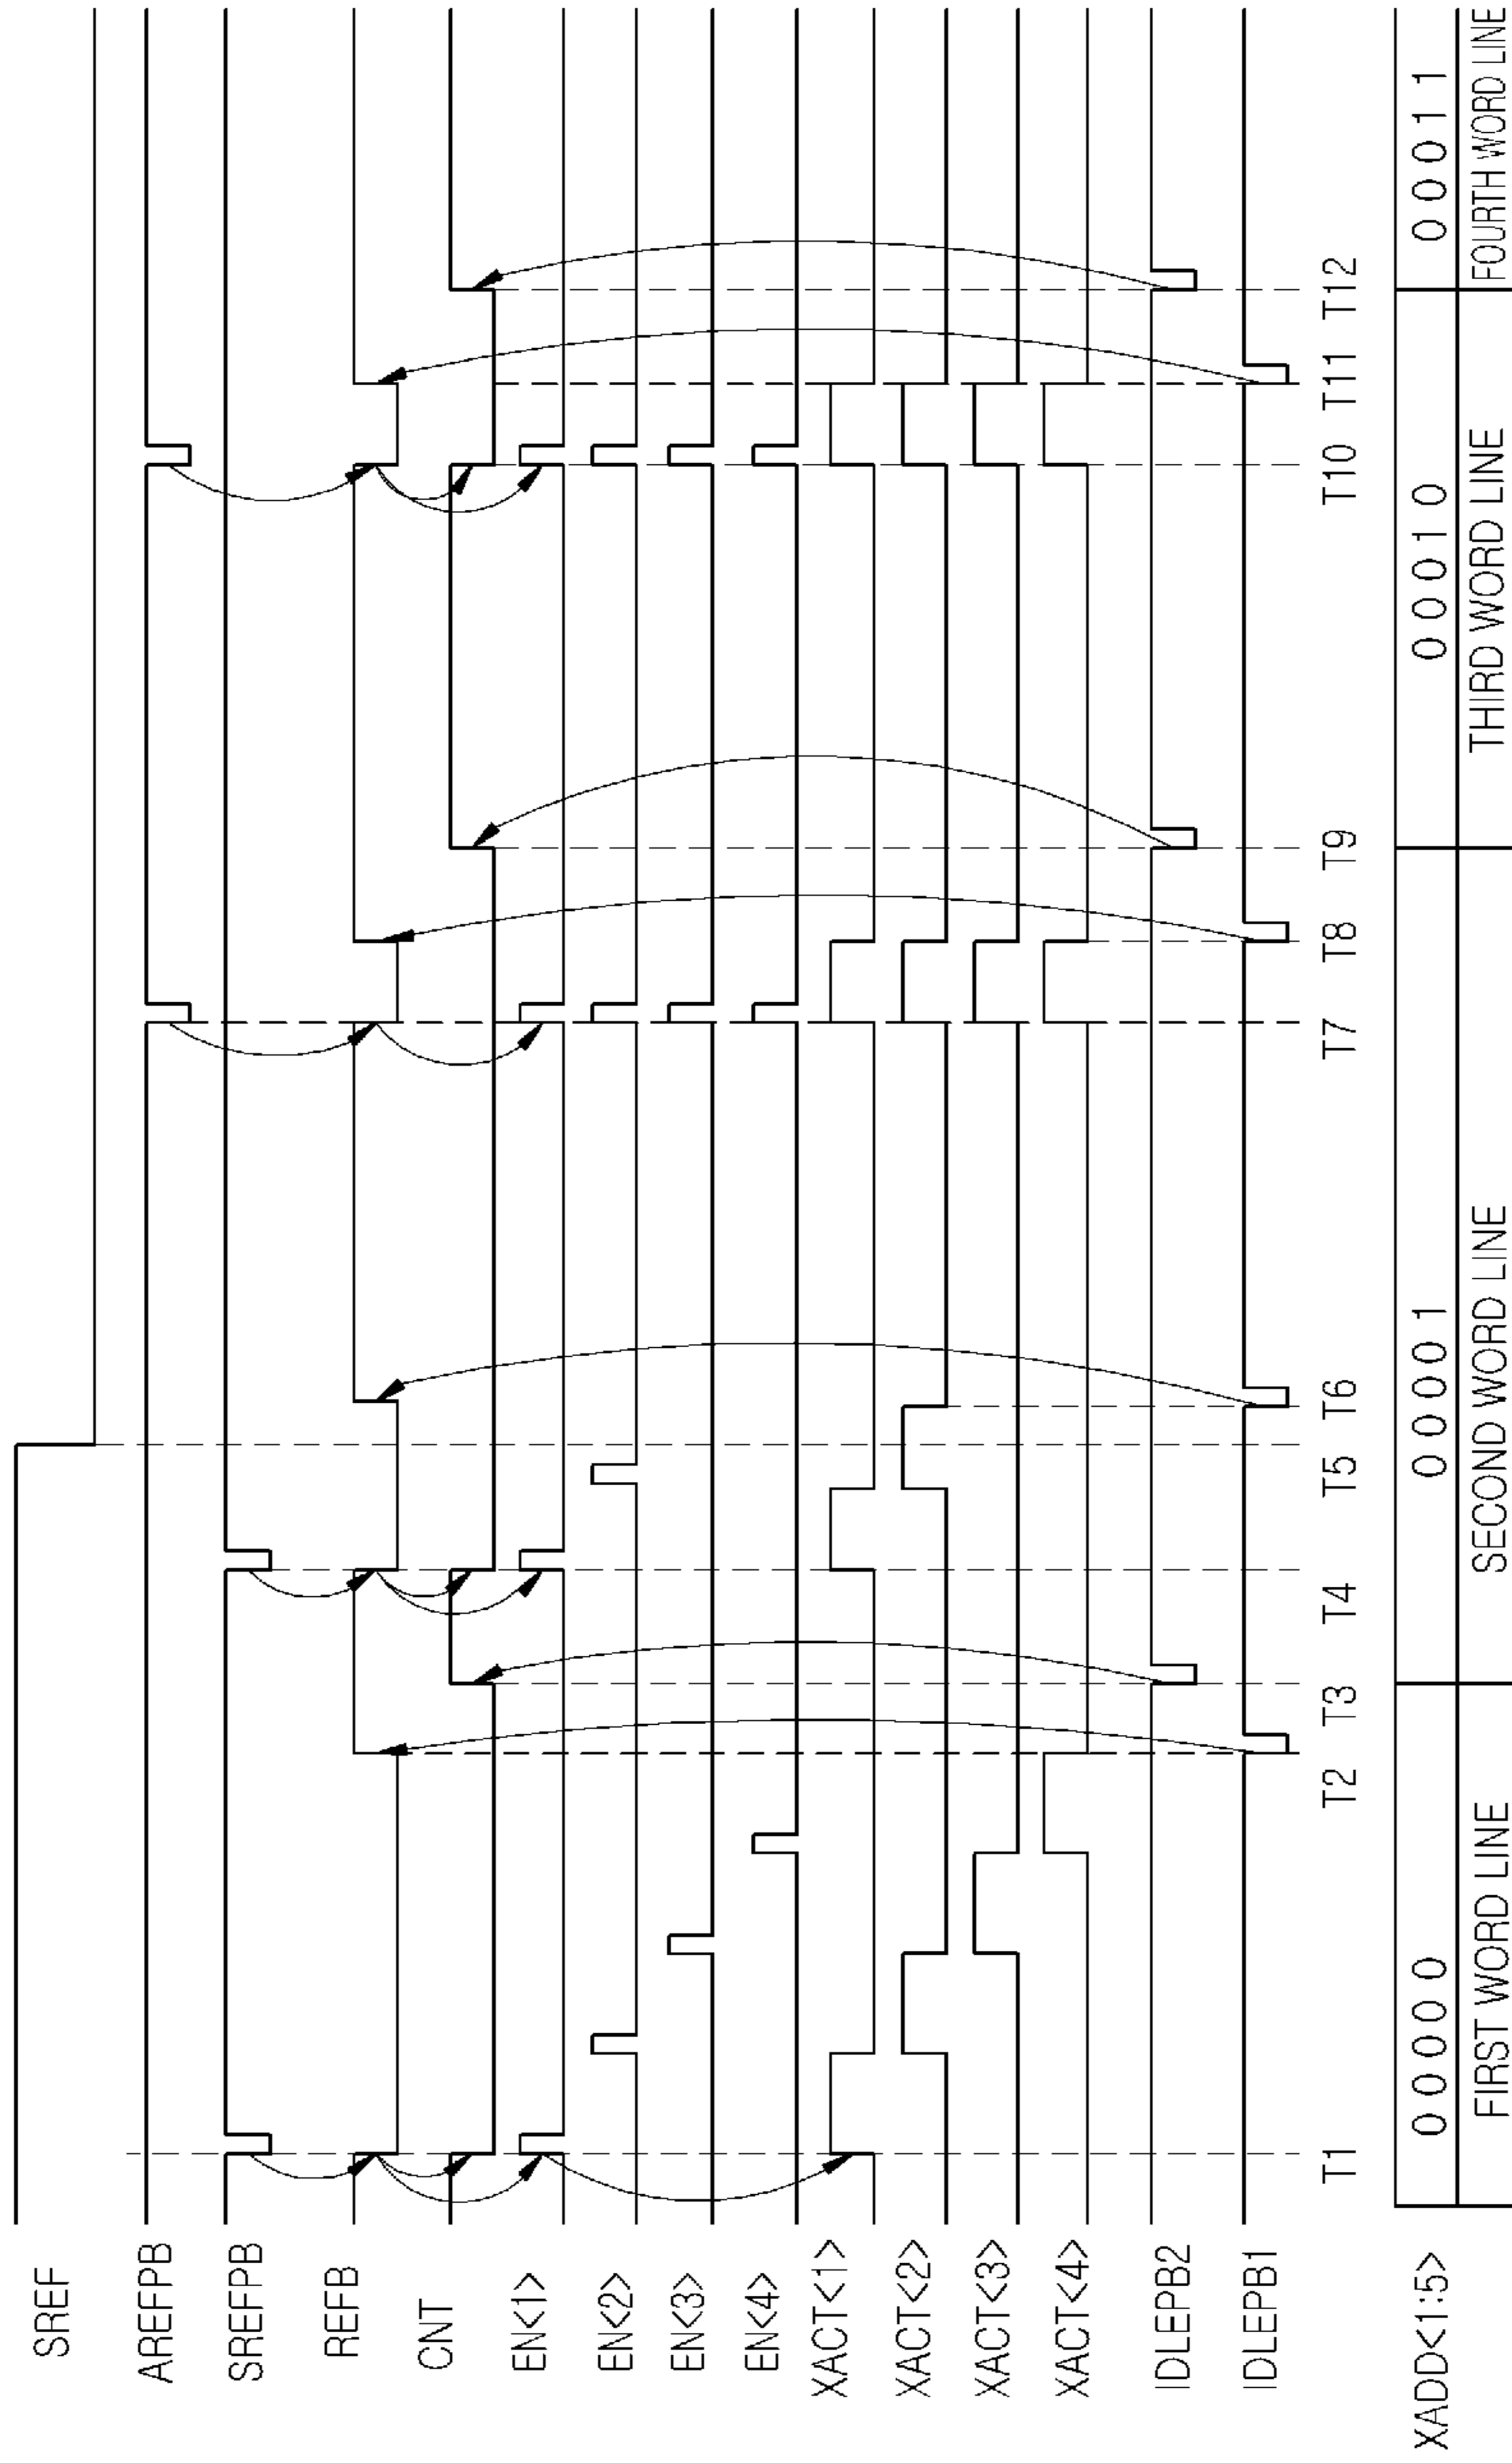 SREF
AREFPB
SREFPB
REFB
CNT
EN<1>
EN<2>
EN<3>
EN<4>
XACT<1>
XACT<2>
XACT<3>
XACT<4>
IDLEPB2
IDLEPB1
T1 T2 T3 T4 T5 T6 T7 T8 T9 T10 T11 T12
XADD<1:5> 0 0 0 0 0 0 0 0 0 1 0 0 0 1 0 0 0 0 1 1
FIRST WORD LINE SECOND WORD LINE THIRD WORD LINE FOURTH WORD LINE